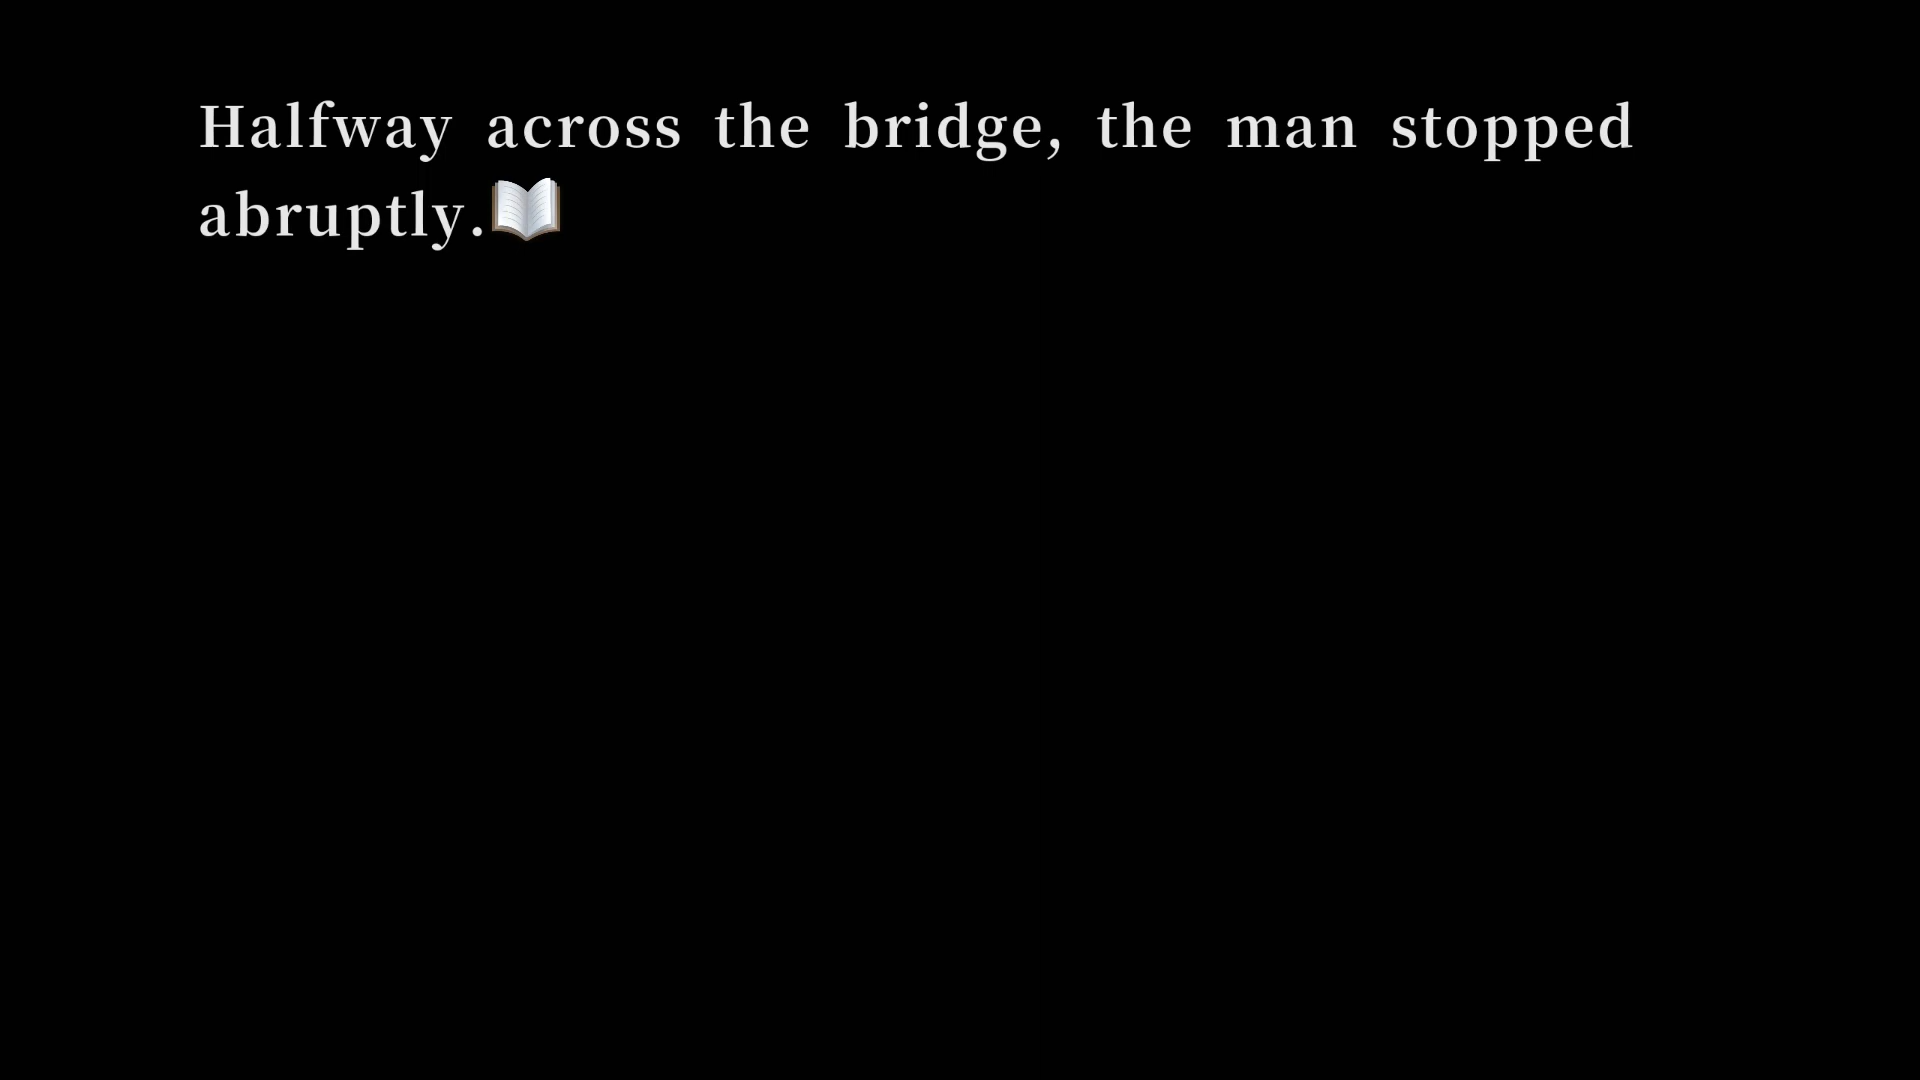 Halfway across the bridge, the man stopped
abruptly.